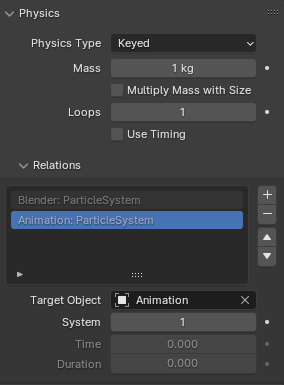 Physics
Physics Type Keyed
Mass 1 kg
Multiply Mass with Size
Loops 1
Use Timing
Relations
Blender: ParticleSystem
Animation: ParticleSystem
Target Object Animation
System 1
Time 0.000
Duration 0.000